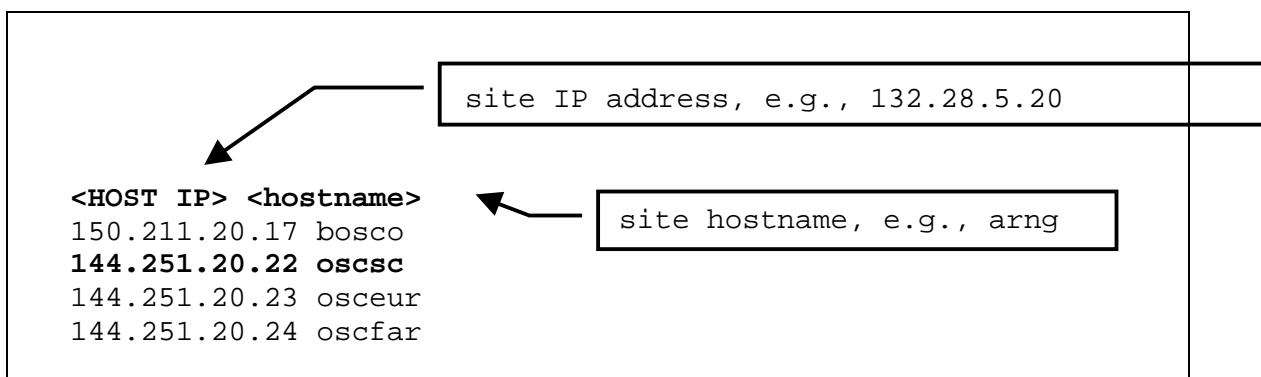 site IP address, e.g., 132.28.5.20
<HOST IP> <hostname>
site hostname, e.g., arng
150.211.20.17 bosco
144.251.20.22 oscsc
144.251.20.23 osceur
144.251.20.24 oscfar